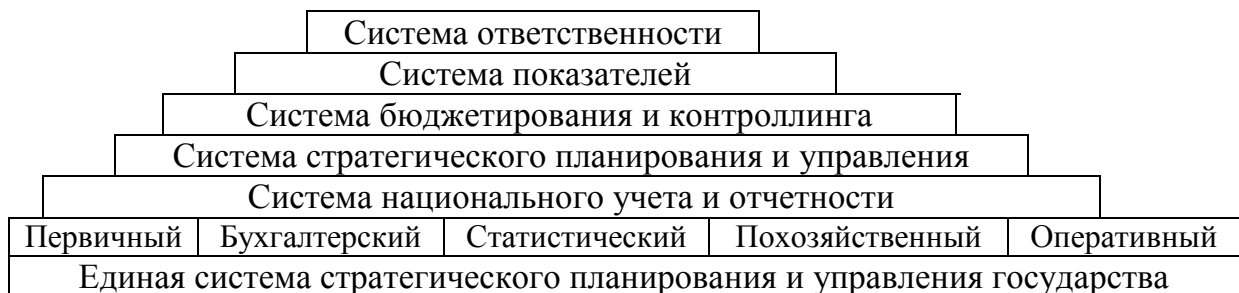 Система ответственности
Система показателей
Система бюджетирования и контроллинга
Система стратегического планирования и управления
Система национального учета и отчетности
Первичный Бухгалтерский Статистический Похозяйственный Оперативный
Единая система стратегического планирования и управления государства